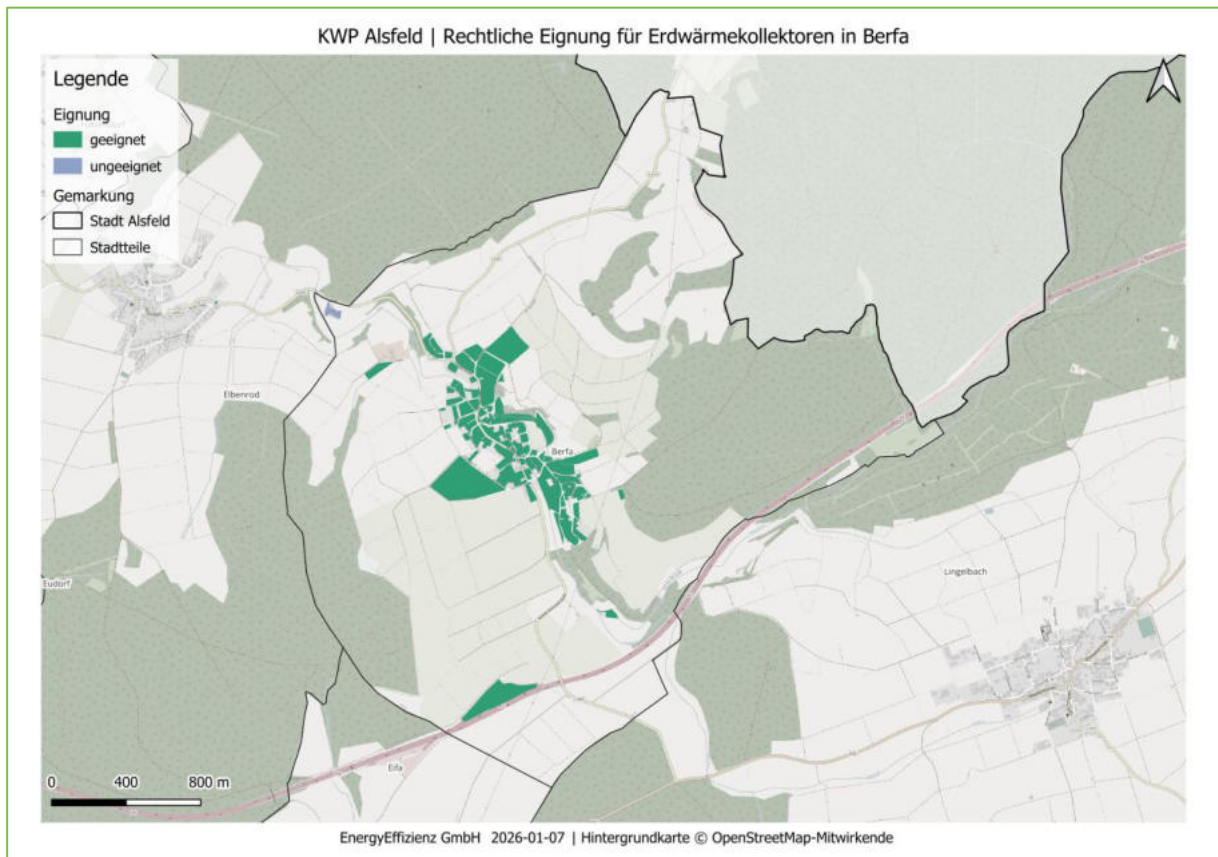 KWP Alsfeld | Rechtliche Eignung für Erdwärmekollektoren in Berfa
Legende
Eignung
geeignet
ungeeignet
Gemarkung
Stadt Alsfeld
Stadtteile
Elbenrod
Berfa
Eudorf
Lingelbach
Eifa
0 400 800 m
EnergyEffizienz GmbH 2026-01-07 | Hintergrundkarte © OpenStreetMap-Mitwirkende